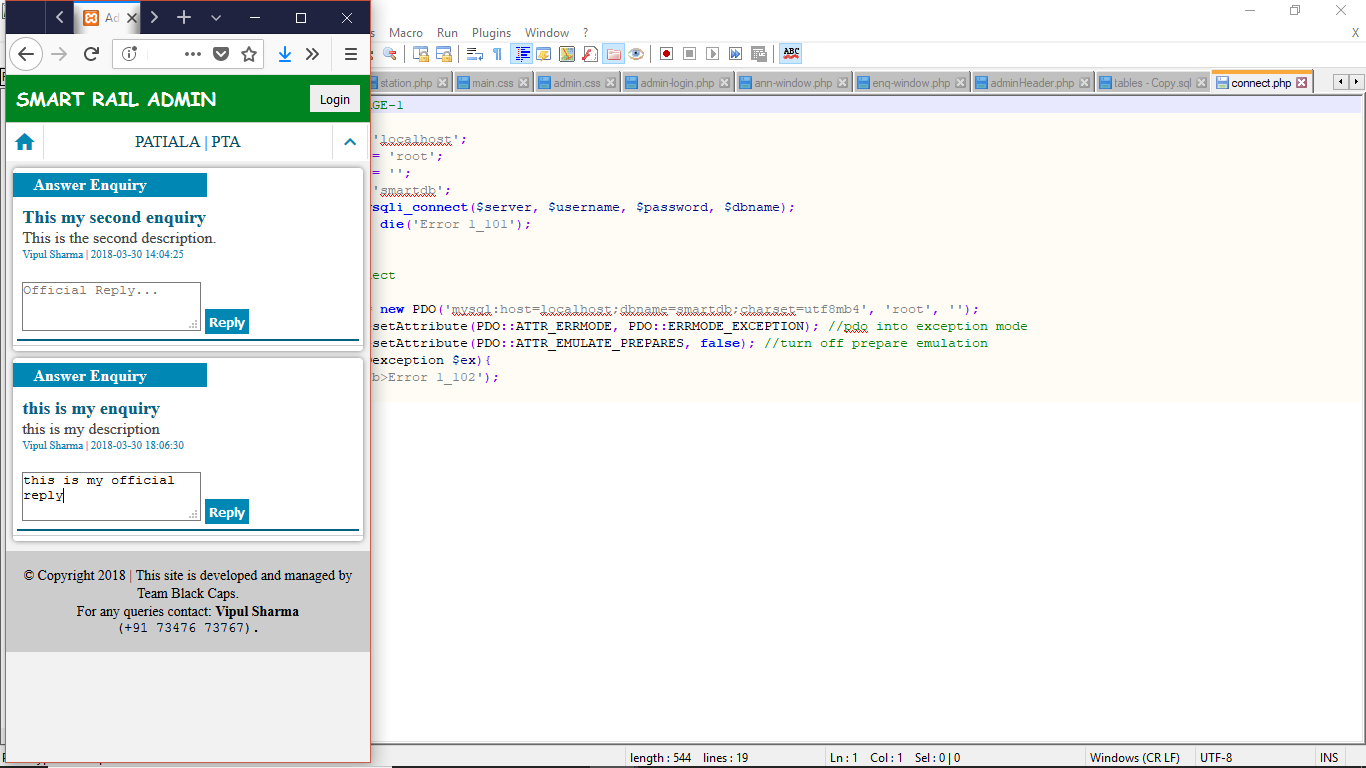 Ad
SMART RAIL ADMIN
Login
PATIALA | PTA
Answer Enquiry
This my second enquiry
This is the second description.
Vipul Sharma | 2018-03-30 14:04:25
Official Reply...
Reply
Answer Enquiry
this is my enquiry
this is my description
Vipul Sharma | 2018-03-30 18:06:30
this is my official
reply
Reply
© Copyright 2018 | This site is developed and managed by
Team Black Caps.
For any queries contact: Vipul Sharma
(+91 73476 73767).
s Macro Run Plugins Window ? X
ABC
station.php main.css admin.css admin-login.php ann-window.php enq-window.php adminHeader.php tables - Copy.sql connect.php
GE-1
'localhost';
= 'root';
= '';
'smartdb';
sqli_connect($server, $username, $password, $dbname);
die('Error 1_101');
ect
new PDO('mysql:host=localhost;dbname=smartdb;charset=utf8mb4', 'root', '');
setAttribute(PDO::ATTR_ERRMODE, PDO::ERRMODE_EXCEPTION); //pdo into exception mode
setAttribute(PDO::ATTR_EMULATE_PREPARES, false); //turn off prepare emulation
exception $ex){
b>Error 1_102');
length : 544 lines : 19 Ln : 1 Col : 1 Sel : 0 | 0 Windows (CR LF) UTF-8 INS